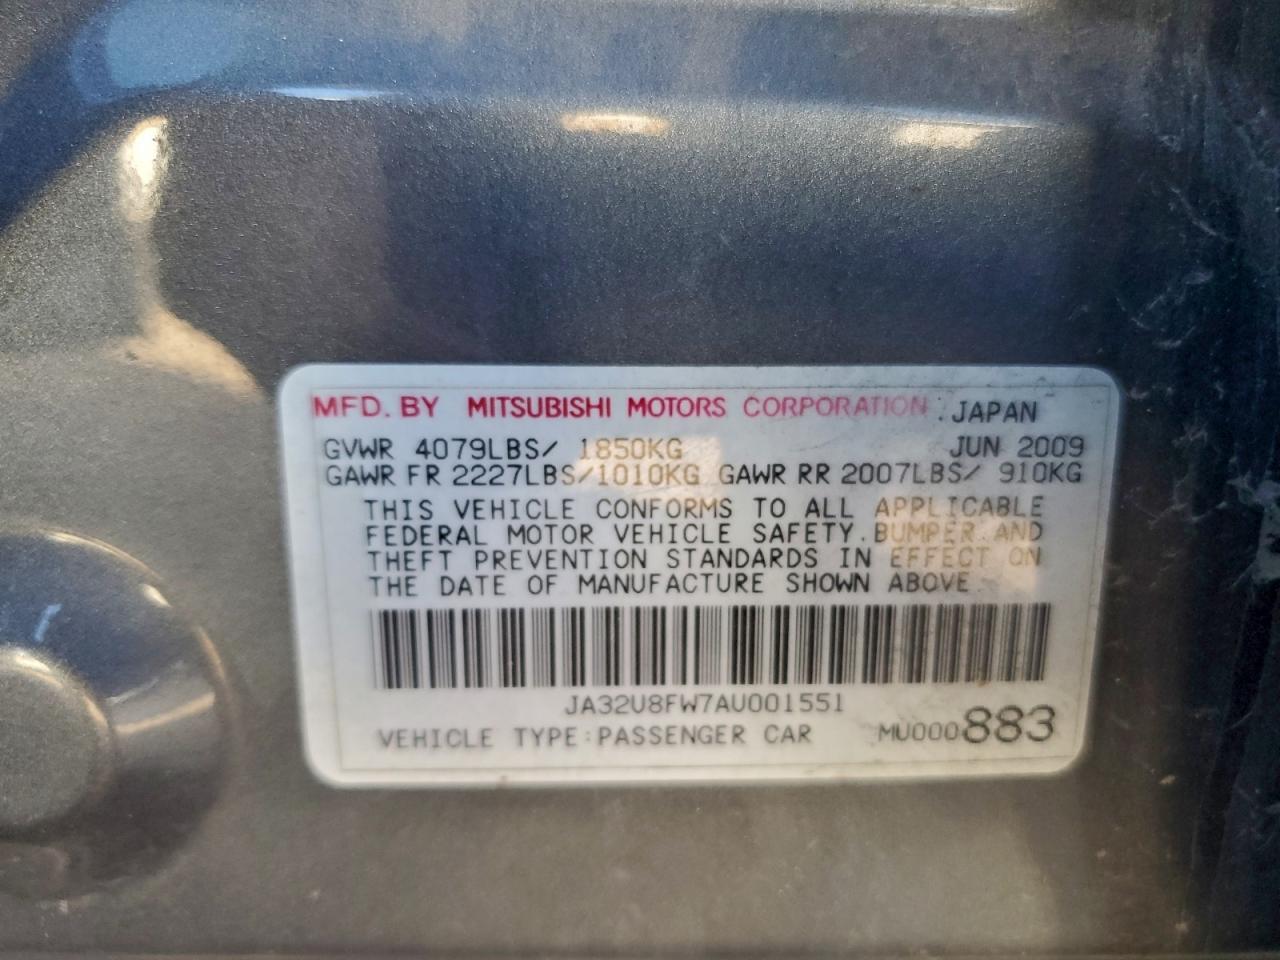 MFD. BY MITSUBISHI MOTORS CORPORATION. JAPAN
GVWR 4079LBS/ 1850KG JUN 2009
GAWR FR 2227LBS/1010KG GAWR RR 2007LBS/ 910KG
THIS VEHICLE CONFORMS TO ALL APPLICABLE
FEDERAL MOTOR VEHICLE SAFETY. BUMPER AND
THEFT PREVENTION STANDARDS IN EFFECT ON
THE DATE OF MANUFACTURE SHOWN ABOVE
JA32U8FW7AU001551
VEHICLE TYPE:PASSENGER CAR MU000883